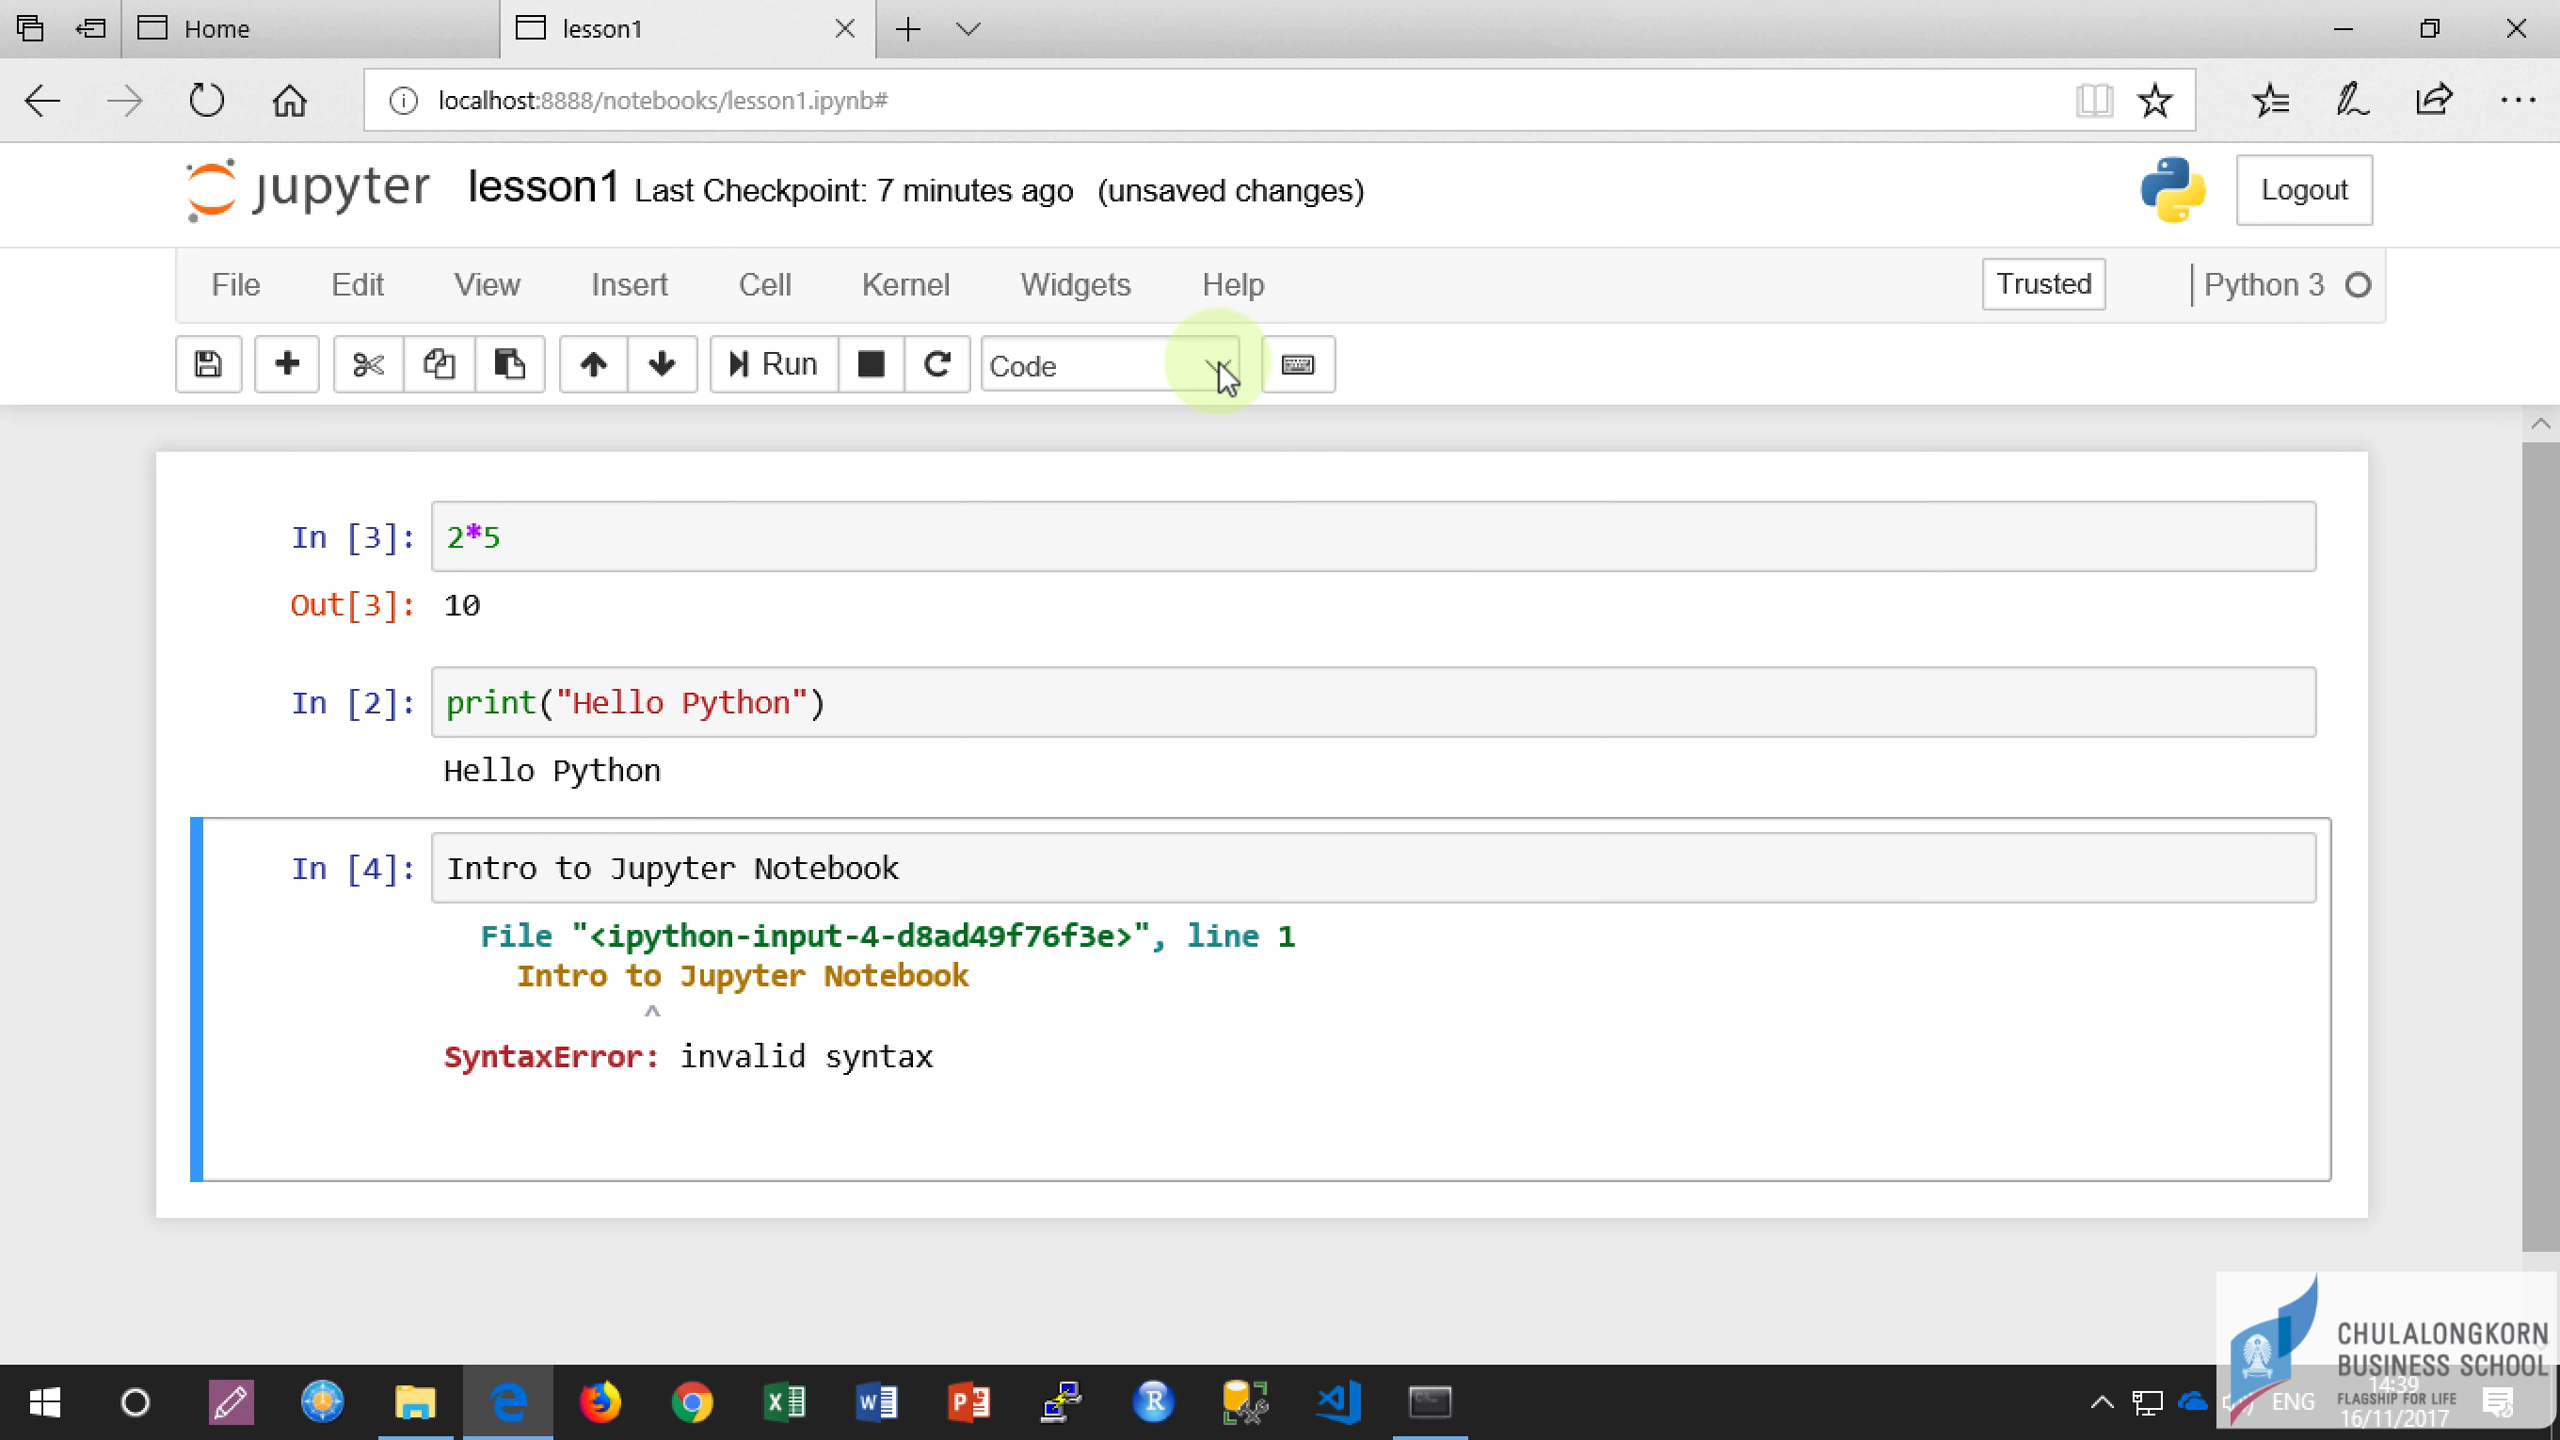 Home
lesson1
localhost:8888/notebooks/lesson1.ipynb#
jupyter lesson1 Last Checkpoint: 7 minutes ago (unsaved changes)
Logout
File Edit View Insert Cell Kernel Widgets Help
Trusted
Python 3
Run
Code
In [3]: 2*5
Out[3]: 10
In [2]: print("Hello Python")
Hello Python
In [4]: Intro to Jupyter Notebook
File "<ipython-input-4-d8ad49f76f3e>", line 1
Intro to Jupyter Notebook
^
SyntaxError: invalid syntax
CHULALONGKORN
BUSINESS SCHOOL
FLAGSHIP FOR LIFE
ENG
14:39
16/11/2017